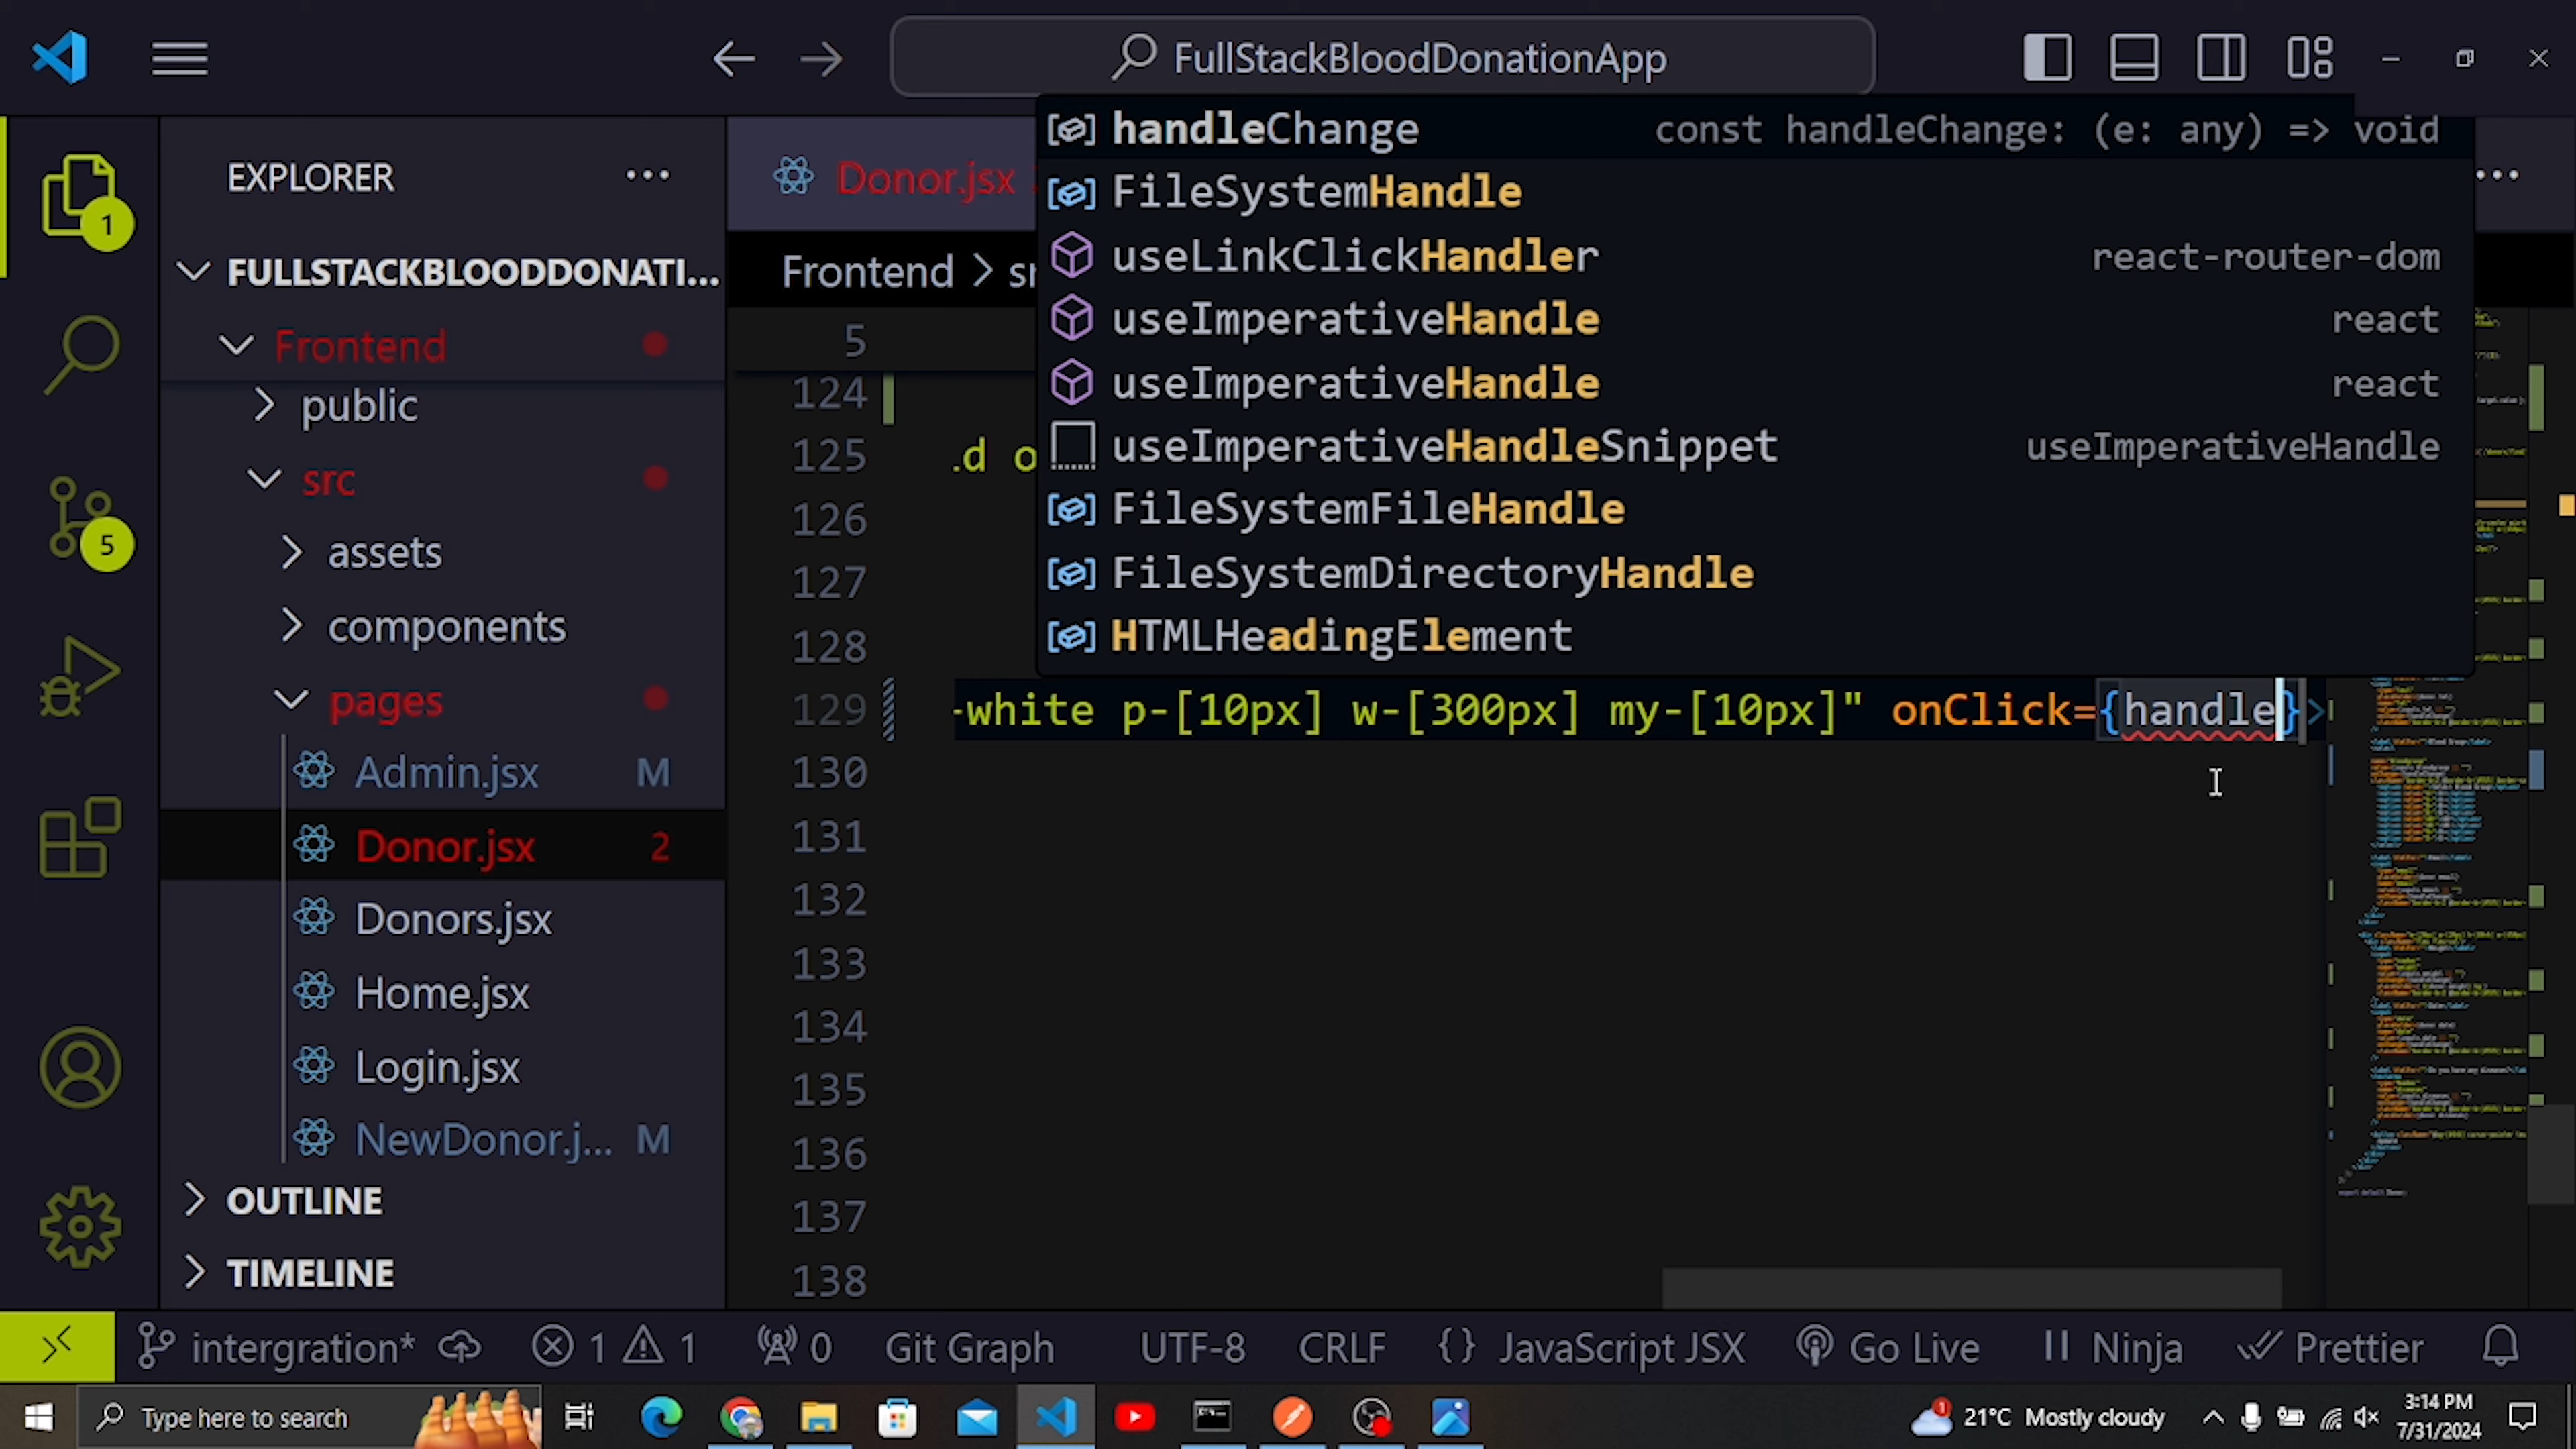 FullStackBloodDonationApp
EXPLORER
1
FULLSTACKBLOODDONATI...
Frontend
public
src
assets
components
pages
Admin.jsx M
Donor.jsx 2
Donors.jsx
Home.jsx
Login.jsx
NewDonor.j... M
OUTLINE
TIMELINE
5
Donor.jsx
Frontend > sr
handleChange const handleChange: (e: any) => void
FileSystemHandle
useLinkClickHandler react-router-dom
useImperativeHandle react
useImperativeHandle react
useImperativeHandleSnippet useImperativeHandle
FileSystemFileHandle
FileSystemDirectoryHandle
HTMLHeadingElement
5
124
125 .d o
126
127
128
129 -white p-[10px] w-[300px] my-[10px]" onClick={handle}>
130
131
132
133
134
135
136
137
138
intergration* 1 1 0 Git Graph UTF-8 CRLF {} JavaScript JSX Go Live Ninja Prettier
Type here to search
1 21°C Mostly cloudy
3:14 PM
7/31/2024